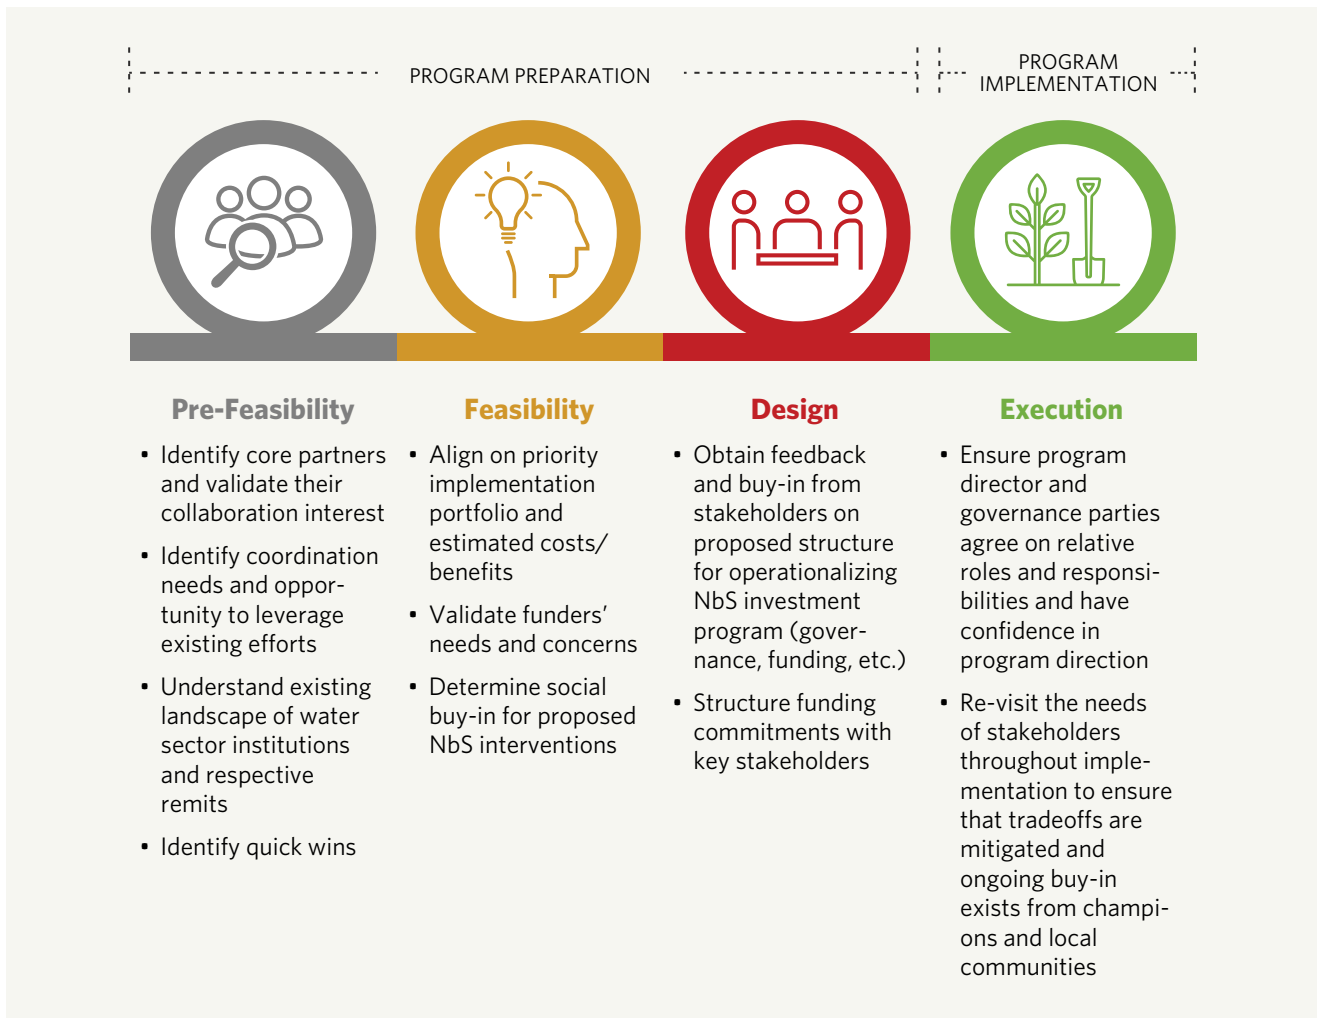 PROGRAM PREPARATION
PROGRAM
IMPLEMENTATION
Pre-Feasibility
• Identify core partners
and validate their
collaboration interest
• Identify coordination
needs and oppor-
tunity to leverage
existing efforts
• Understand existing
landscape of water
sector institutions
and respective
remits
• Identify quick wins
Feasibility
• Align on priority
implementation
portfolio and
estimated costs/
benefits
• Validate funders’
needs and concerns
• Determine social
buy-in for proposed
NbS interventions
Design
• Obtain feedback
and buy-in from
stakeholders on
proposed structure
for operationalizing
NbS investment
program (gover-
nance, funding, etc.)
• Structure funding
commitments with
key stakeholders
Execution
• Ensure program
director and
governance parties
agree on relative
roles and responsi-
bilities and have
confidence in
program direction
• Re-visit the needs
of stakeholders
throughout imple-
mentation to ensure
that tradeoffs are
mitigated and
ongoing buy-in
exists from champi-
ons and local
communities